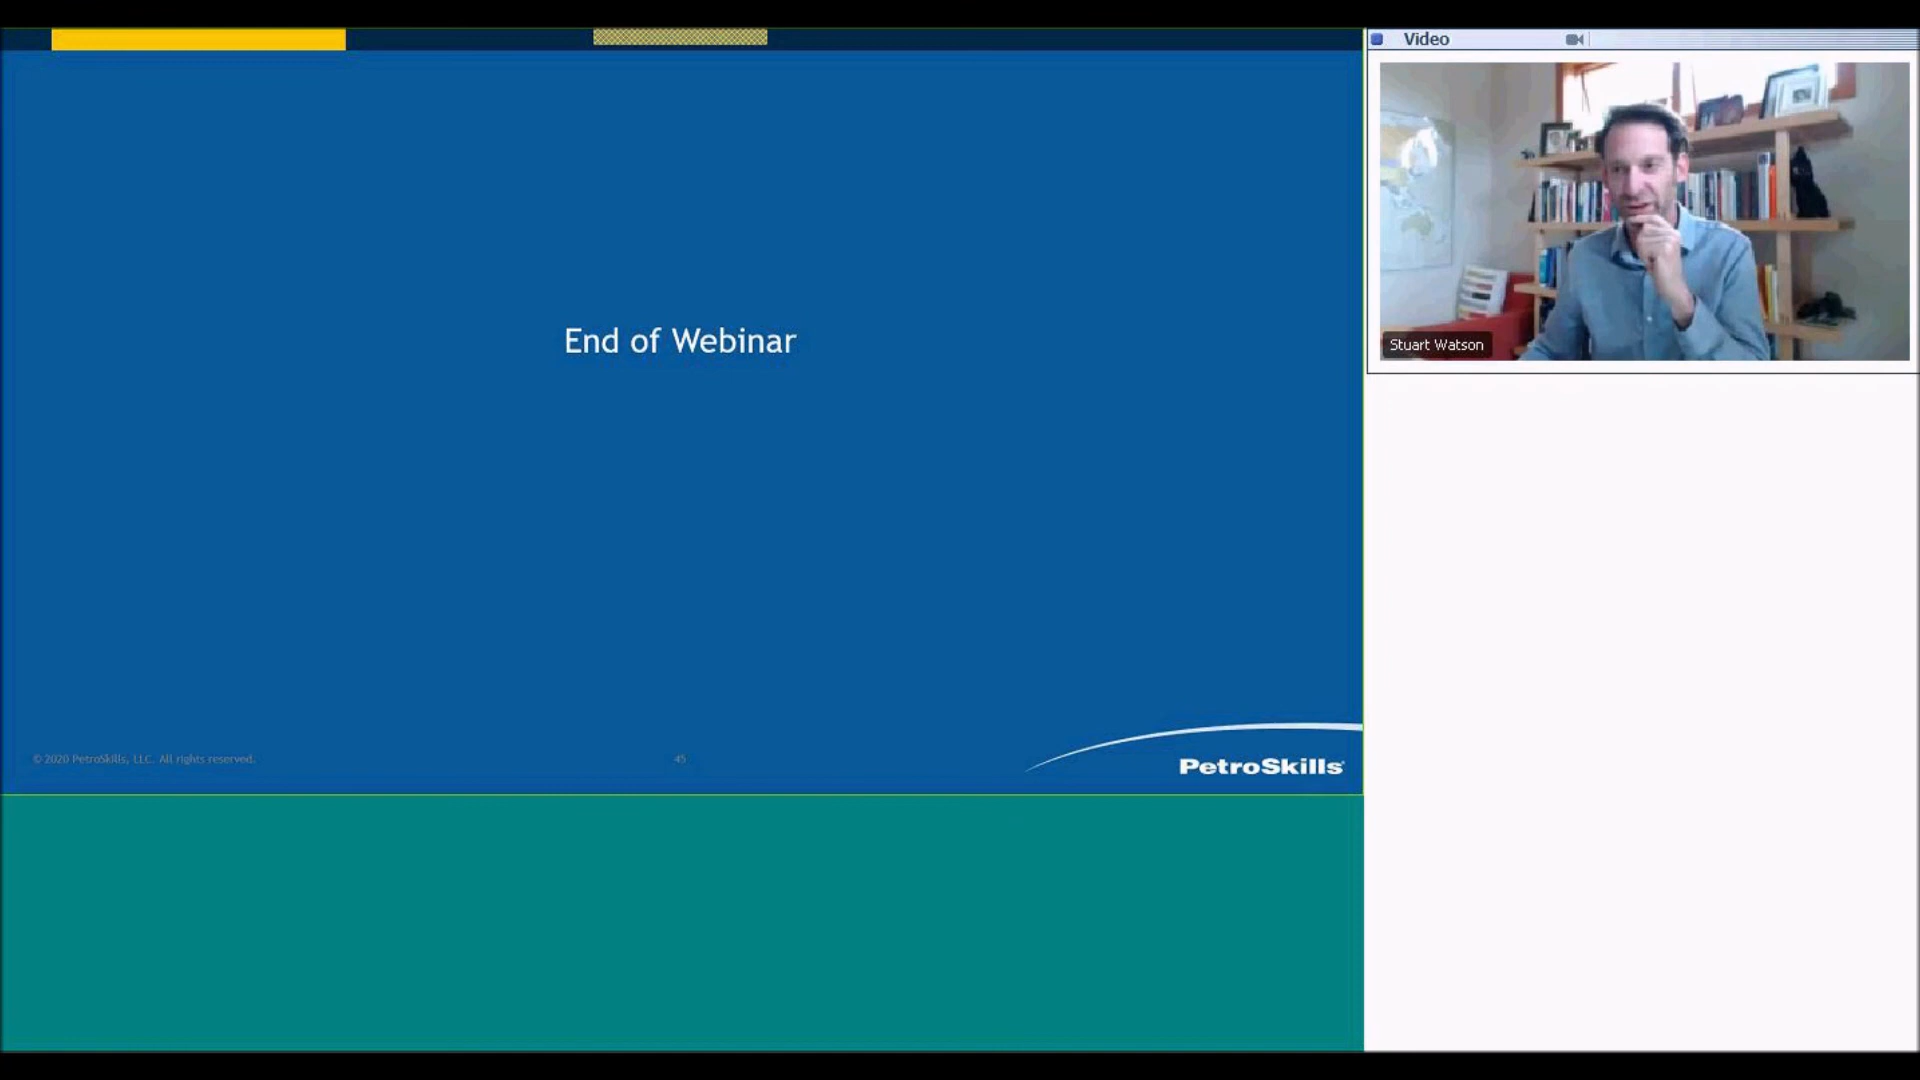 Video
Stuart Watson
End of Webinar
© 2020 PetroSkills, LLC. All rights reserved.
45
PetroSkills